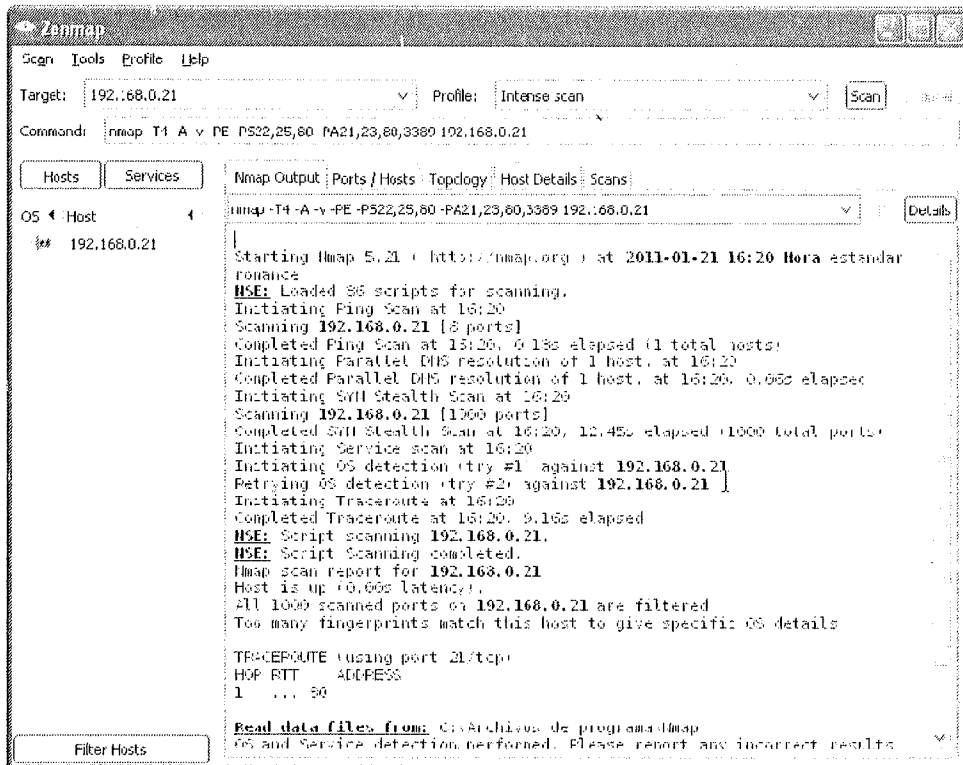 Zenmap
Scan Tools Profile Help
Target: 192.168.0.21 Profile: Intense scan Scan
Command: nmap -T4 -A -v -PE -PS22,25,80 -PA21,23,80,3389 192.168.0.21
Hosts Services
Nmap Output Ports / Hosts Topology Host Details Scans
OS Host
192.168.0.21
nmap -T4 -A -v -PE -PS22,25,80 -PA21,23,80,3389 192.168.0.21 Details
Starting Nmap 5.21 ( http://nmap.org ) at 2011-01-21 16:20 Hora estandar
romance
NSE: Loaded 36 scripts for scanning.
Initiating Ping Scan at 16:20
Scanning 192.168.0.21 [8 ports]
Completed Ping Scan at 16:20, 0.13s elapsed (1 total hosts)
Initiating Parallel DNS resolution of 1 host. at 16:20
Completed Parallel DNS resolution of 1 host. at 16:20, 0.06s elapsed
Initiating SYN Stealth Scan at 16:20
Scanning 192.168.0.21 [1000 ports]
Completed SYN Stealth Scan at 16:20, 12.45s elapsed (1000 total ports)
Initiating Service scan at 16:20
Initiating OS detection (try #1) against 192.168.0.21
Retrying OS detection (try #2) against 192.168.0.21
Initiating Traceroute at 16:20
Completed Traceroute at 16:20, 9.16s elapsed
NSE: Script scanning 192.168.0.21.
NSE: Script Scanning completed.
Nmap scan report for 192.168.0.21
Host is up (0.00s latency).
All 1000 scanned ports on 192.168.0.21 are filtered
Too many fingerprints match this host to give specific OS details
TRACEROUTE (using port 21/tcp)
HOP RTT ADDRESS
1 ... 30
Read data files from: C:\Archivos de programa\Nmap
OS and Service detection performed. Please report any incorrect results
Filter Hosts